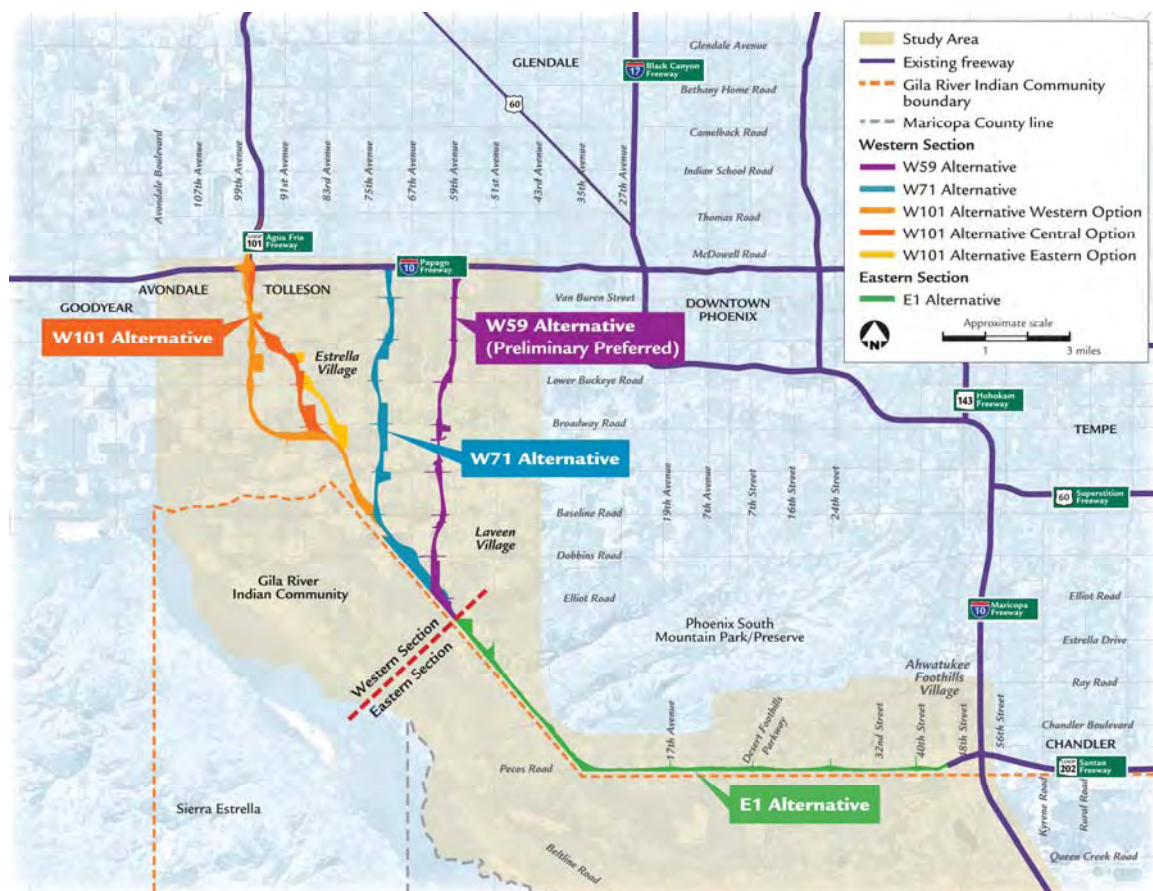 Study Area
Existing freeway
Gila River Indian Community
boundary
Maricopa County line
Western Section
W59 Alternative
W71 Alternative
W101 Alternative Western Option
W101 Alternative Central Option
W101 Alternative Eastern Option
Eastern Section
E1 Alternative
N
Approximate scale
1
3 miles
GLENDALE
17
Black Canyon
Freeway
60
Glendale Avenue
Bethany Home Road
Camelback Road
Indian School Road
Thomas Road
McDowell Road
Avondale Boulevard
107th Avenue
99th Avenue
91st Avenue
83rd Avenue
75th Avenue
67th Avenue
59th Avenue
51st Avenue
43rd Avenue
35th Avenue
27th Avenue
LOOP
101
Agua Fria
Freeway
10
Papago
Freeway
AVONDALE
TOLLESON
GOODYEAR
Van Buren Street
DOWNTOWN
PHOENIX
W101 Alternative
W59 Alternative
(Preliminary Preferred)
Estrella
Village
Lower Buckeye Road
Broadway Road
143
Hohokam
Freeway
TEMPE
W71 Alternative
60
Superstition
Freeway
19th Avenue
7th Avenue
7th Street
16th Street
24th Street
Baseline Road
Laveen
Village
Dobbins Road
Elliot Road
Gila River
Indian Community
10
Maricopa
Freeway
Elliot Road
Estrella Drive
Ray Road
Phoenix South
Mountain Park/Preserve
Western Section
Eastern Section
Ahwatukee
Foothills
Village
17th Avenue
Desert Foothills
Parkway
32nd Street
40th Street
48th Street
56th Street
Chandler Boulevard
CHANDLER
LOOP
202
Santan
Freeway
Pecos Road
E1 Alternative
Sierra Estrella
Kyrene Road
Rural Road
Beltline Road
Queen Creek Road